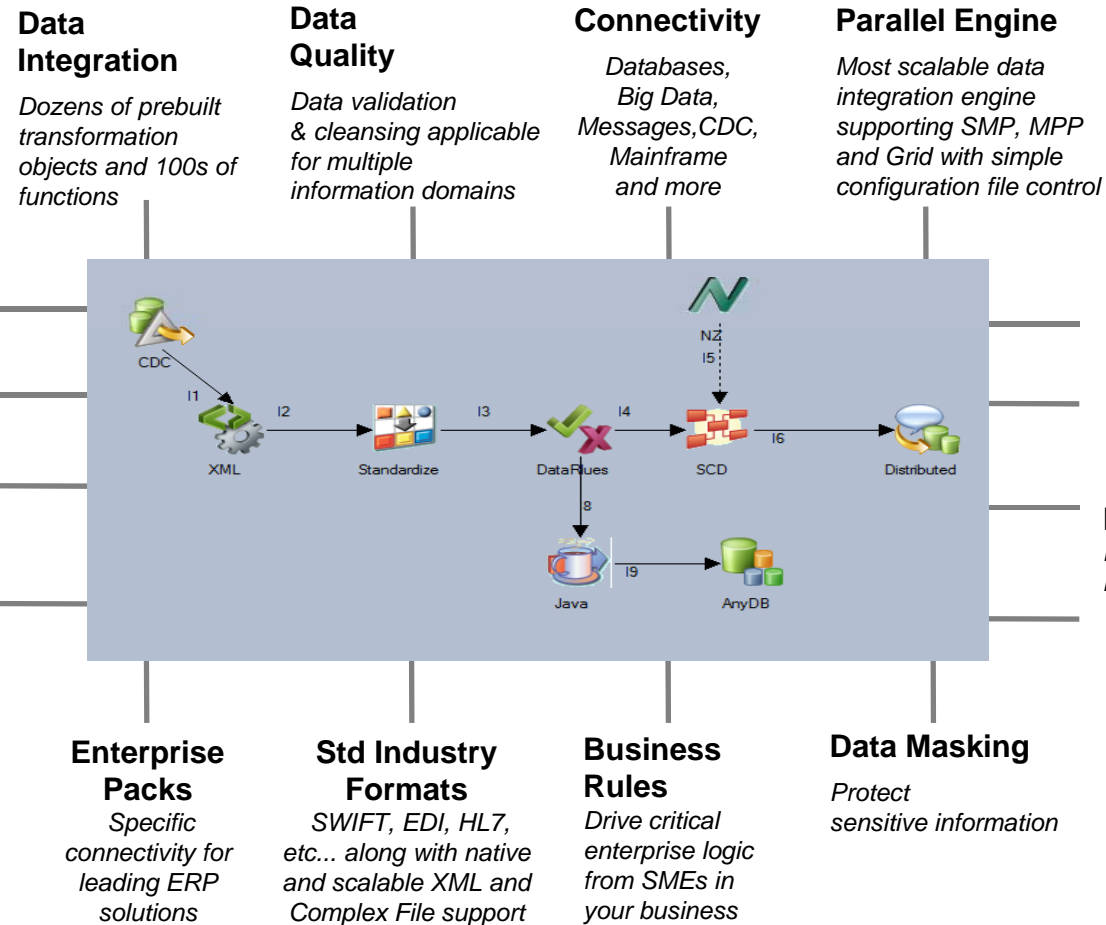 Data
Integration
Dozens of prebuilt
transformation
objects and 100s of
functions
Data
Quality
Data validation
& cleansing applicable
for multiple
information domains
Connectivity
Databases,
Big Data,
Messages,CDC,
Mainframe
and more
Parallel Engine
Most scalable data
integration engine
supporting SMP, MPP
and Grid with simple
configuration file control
NZ
I5
CDC
I1
I2
I3
I4
I6
XML
Standardize
DataRlues
SCD
Distributed
8
I9
Java
AnyDB
Enterprise
Packs
Specific
connectivity for
leading ERP
solutions
Std Industry
Formats
SWIFT, EDI, HL7,
etc... along with native
and scalable XML and
Complex File support
Business
Rules
Drive critical
enterprise logic
from SMEs in
your business
Data Masking
Protect
sensitive information